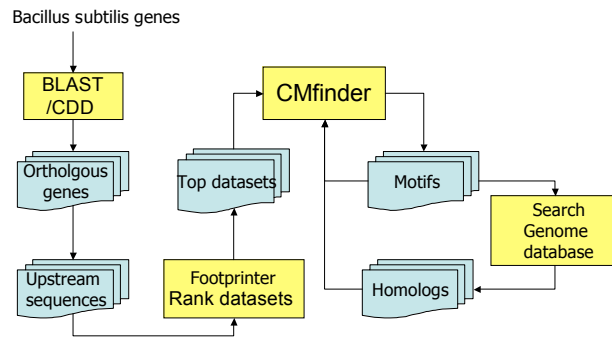 Bacillus subtilis genes
BLAST
/CDD
Ortholgous
genes
Upstream
sequences
Footprinter
Rank datasets
Top datasets
CMfinder
Motifs
Search
Genome
database
Homologs